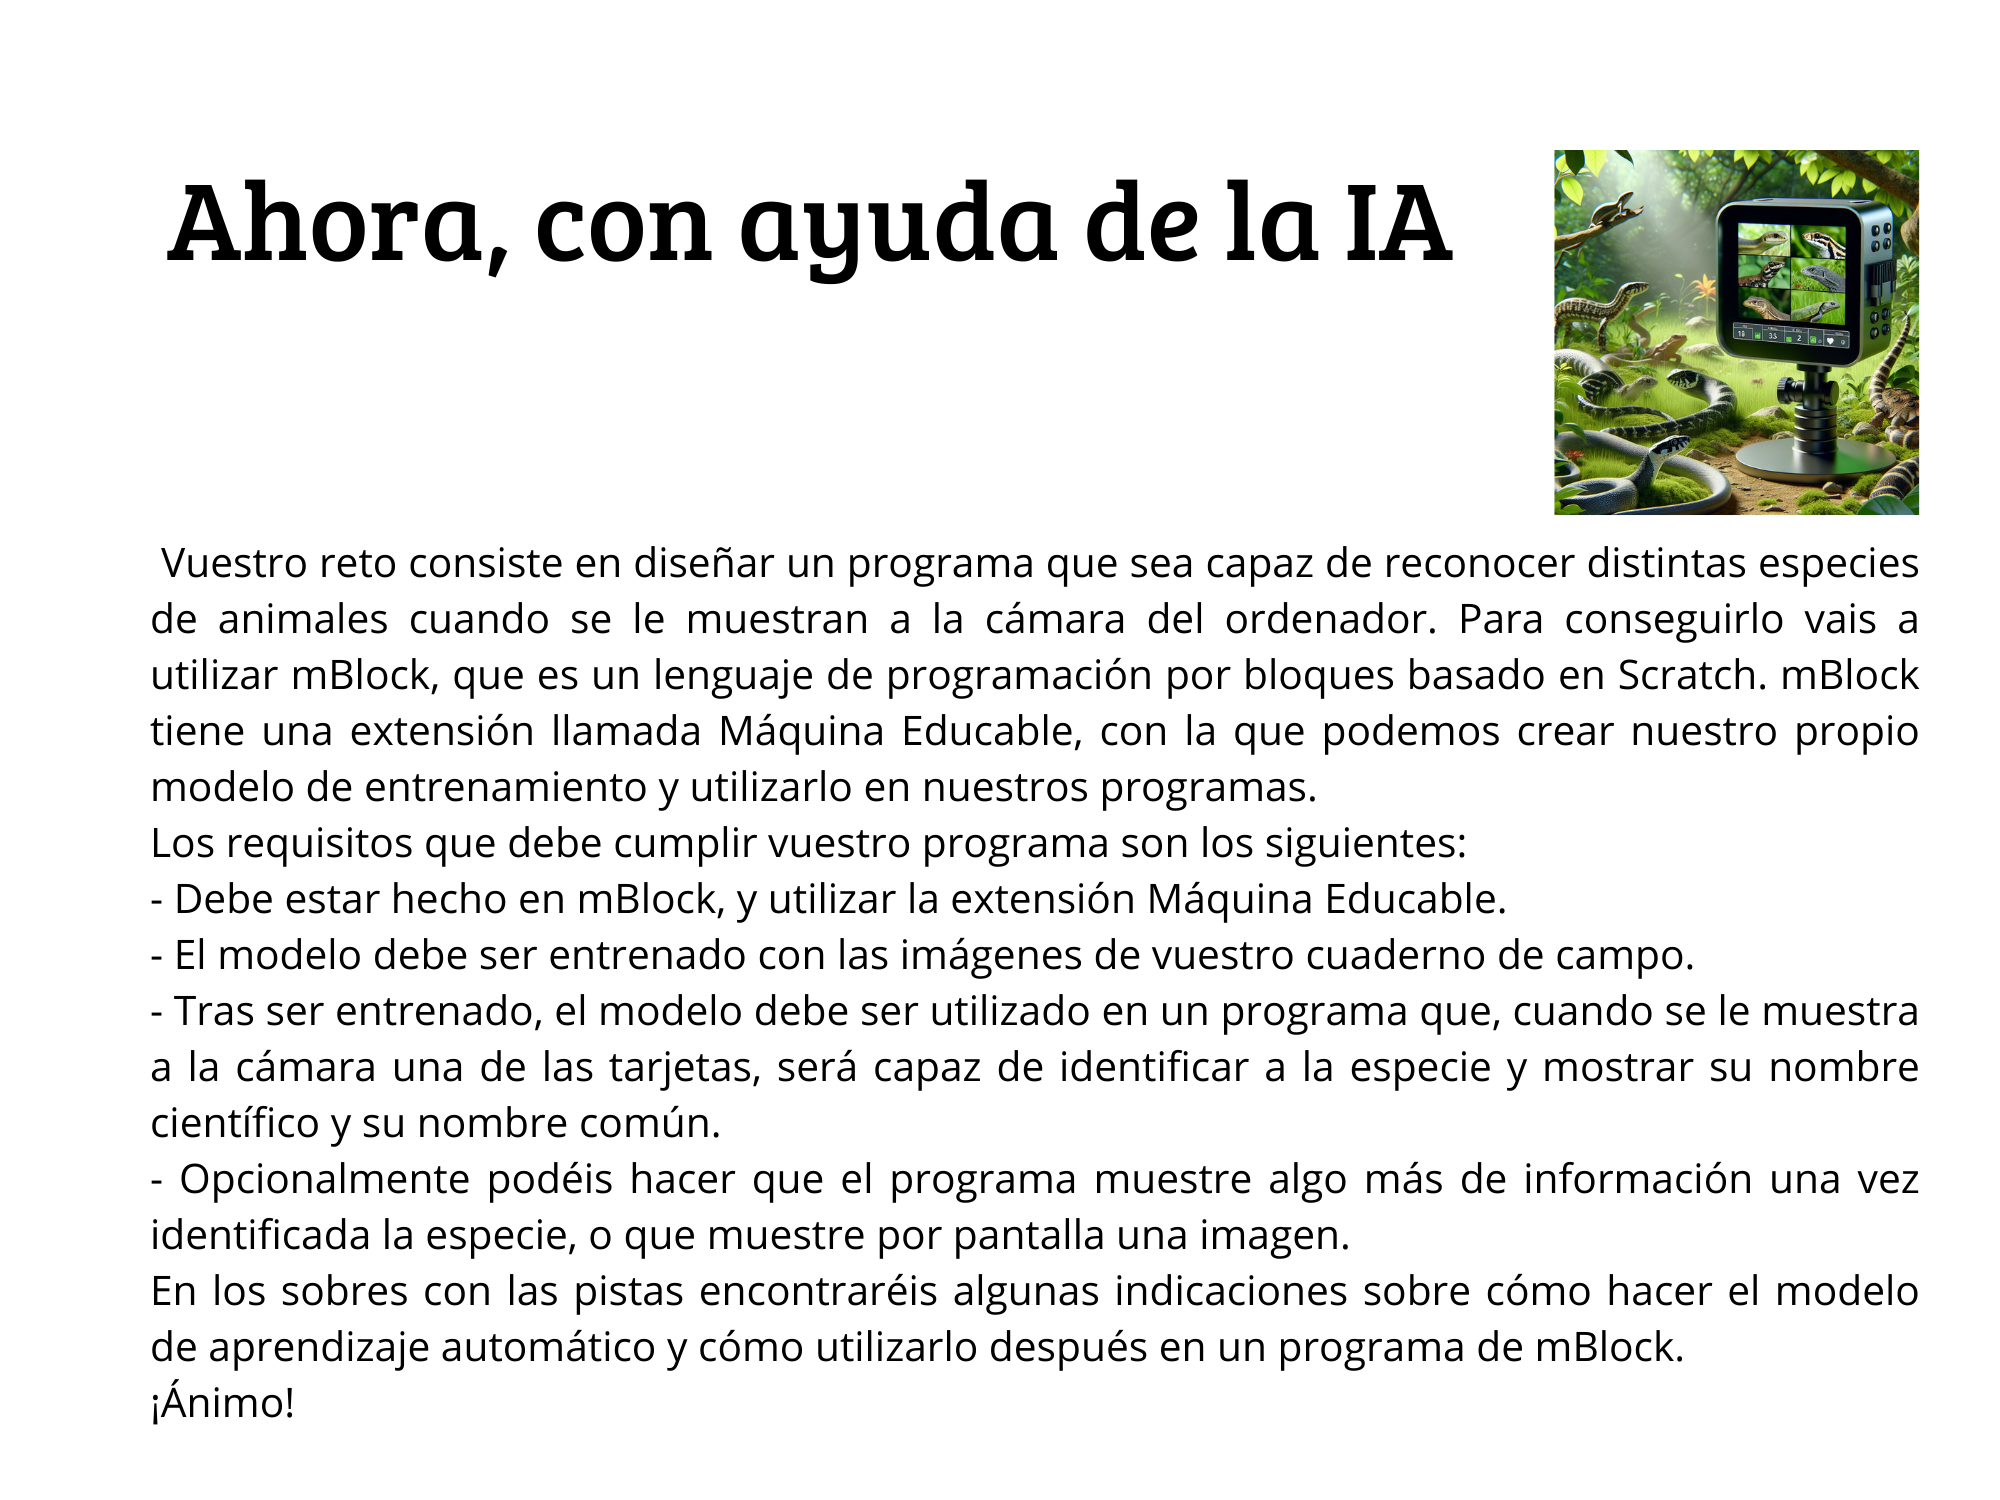 Ahora, con ayuda de la IA
Vuestro reto consiste en diseñar un programa que sea capaz de reconocer distintas especies
de animales cuando se le muestran a la cámara del ordenador. Para conseguirlo vais a
utilizar mBlock, que es un lenguaje de programación por bloques basado en Scratch. mBlock
tiene una extensión llamada Máquina Educable, con la que podemos crear nuestro propio
modelo de entrenamiento y utilizarlo en nuestros programas.
Los requisitos que debe cumplir vuestro programa son los siguientes:
- Debe estar hecho en mBlock, y utilizar la extensión Máquina Educable.
- El modelo debe ser entrenado con las imágenes de vuestro cuaderno de campo.
- Tras ser entrenado, el modelo debe ser utilizado en un programa que, cuando se le muestra
a la cámara una de las tarjetas, será capaz de identificar a la especie y mostrar su nombre
científico y su nombre común.
- Opcionalmente podéis hacer que el programa muestre algo más de información una vez
identificada la especie, o que muestre por pantalla una imagen.
En los sobres con las pistas encontraréis algunas indicaciones sobre cómo hacer el modelo
de aprendizaje automático y cómo utilizarlo después en un programa de mBlock.
¡Ánimo!